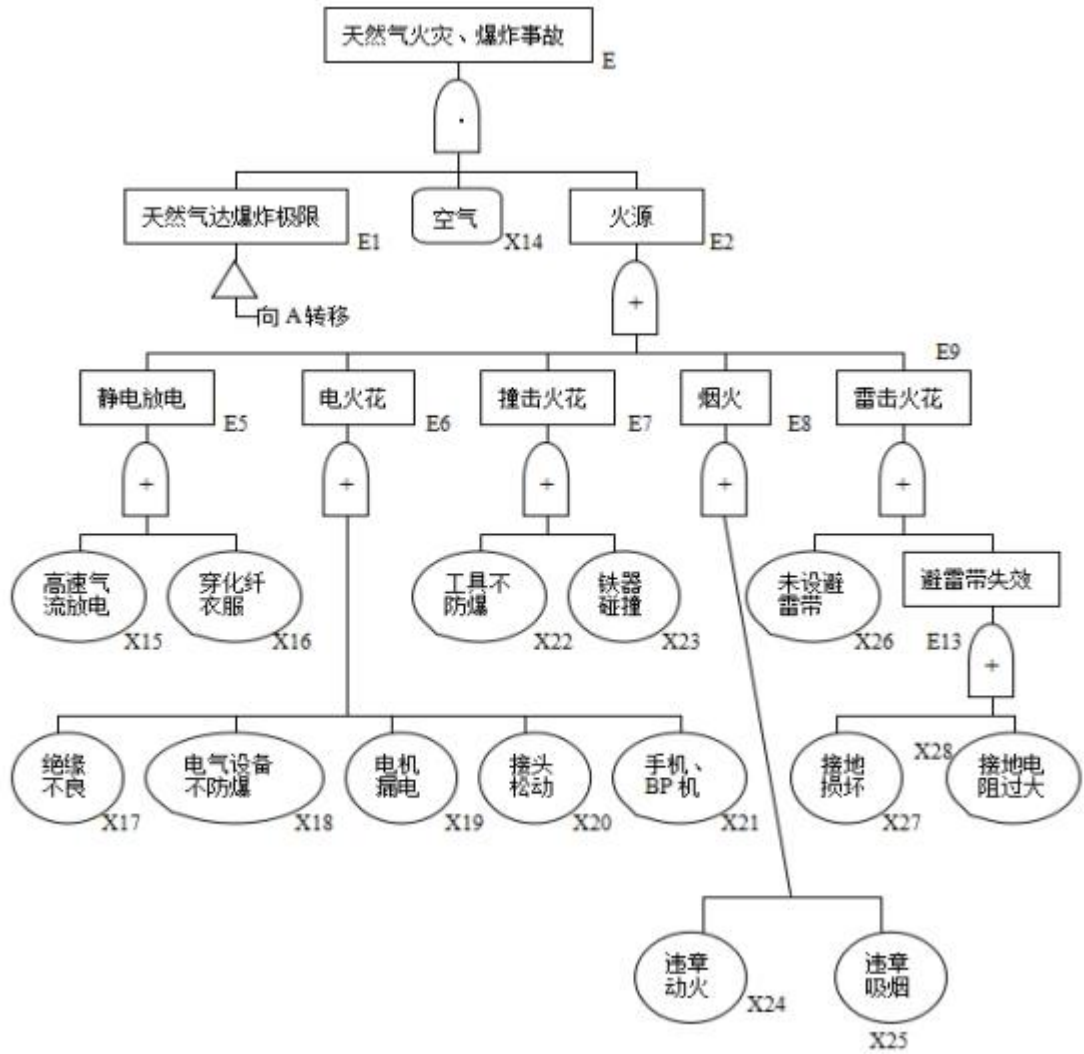 天然气火灾、爆炸事故
E
·
天然气达爆炸极限
E1
空气
X14
火源
E2
向A转移
+
E9
静电放电
E5
电火花
E6
撞击火花
E7
烟火
E8
雷击火花
+
+
+
+
+
高速气
流放电
X15
穿化纤
衣服
X16
工具不
防爆
X22
铁器
碰撞
X23
未设避
雷带
X26
避雷带失效
E13
+
绝缘
不良
X17
电气设备
不防爆
X18
电机
漏电
X19
接头
松动
X20
手机、
BP机
X21
接地
损坏
X27
X28
接地电
阻过大
违章
动火
X24
违章
吸烟
X25